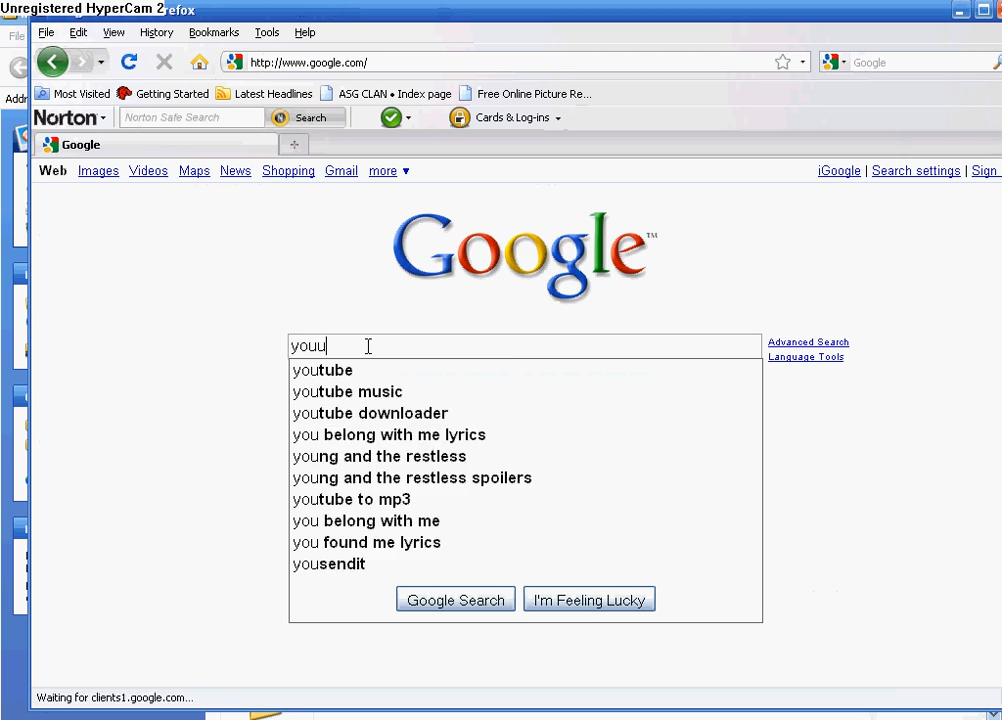 Unregistered HyperCam 2
refox
File Edit View History Bookmarks Tools Help
File
http://www.google.com/
Google
Addr
Most Visited Getting Started Latest Headlines ASG CLAN • Index page Free Online Picture Re...
Norton Norton Safe Search Search Cards & Log-ins
Google
Web Images Videos Maps News Shopping Gmail more ▼ iGoogle | Search settings | Sign
Google™
youu
Advanced Search
Language Tools
youtube
youtube music
youtube downloader
you belong with me lyrics
young and the restless
young and the restless spoilers
youtube to mp3
you belong with me
you found me lyrics
yousendit
Google Search I'm Feeling Lucky
Waiting for clients1.google.com...